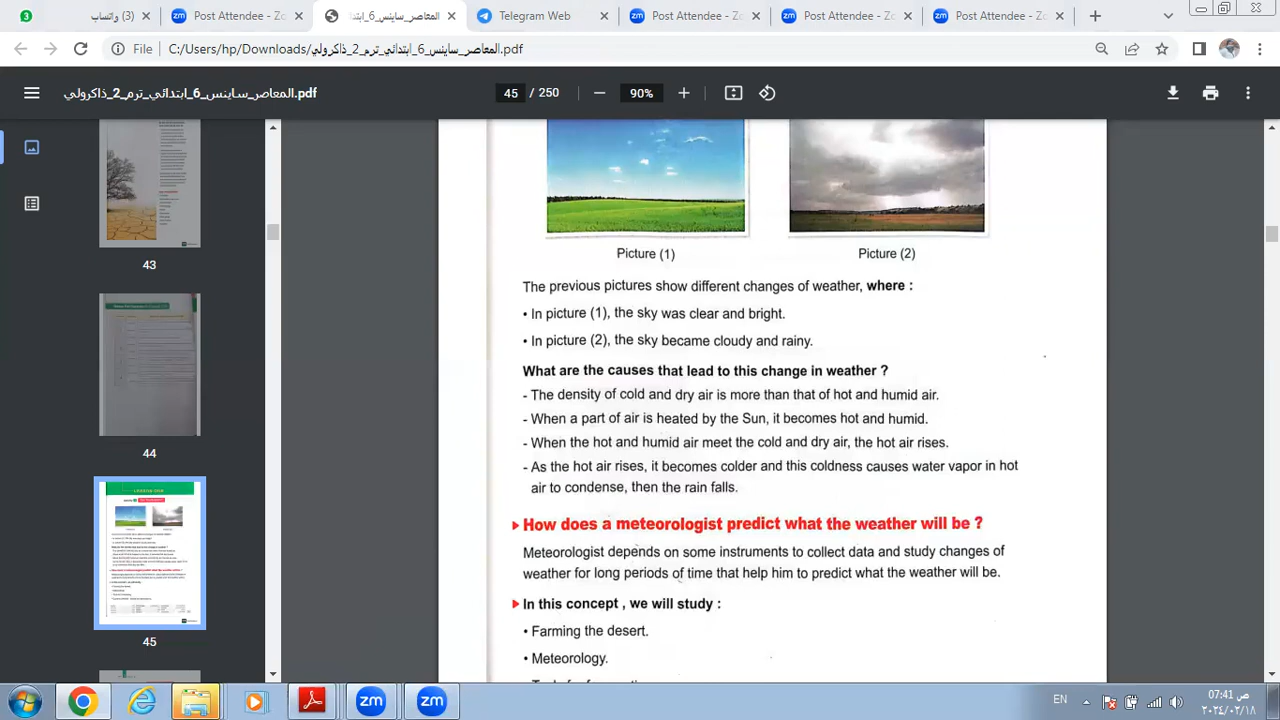 (3) واتساب
Post Attendee - Zo
المعاصر_ساينس_6_ابتدا
Telegram Web
Post Attendee - Zo
Post Attendee - Zo
Post Attendee - Zo
File
C:/Users/hp/Downloads/المعاصر_ساينس_6_ابتدائي_ترم_2_ذاكرولي.pdf
المعاصر_ساينس_6_ابتدائي_ترم_2_ذاكرولي.pdf
45 / 250
90%
43
44
45
Picture (1)
Picture (2)
The previous pictures show different changes of weather, where :
• In picture (1), the sky was clear and bright.
• In picture (2), the sky became cloudy and rainy.
What are the causes that lead to this change in weather ?
- The density of cold and dry air is more than that of hot and humid air.
- When a part of air is heated by the Sun, it becomes hot and humid.
- When the hot and humid air meet the cold and dry air, the hot air rises.
- As the hot air rises, it becomes colder and this coldness causes water vapor in hot
air to condense, then the rain falls.
How does a meteorologist predict what the weather will be ?
Meteorologist depends on some instruments to collect data and study changes of
weather for long periods of time that help him to predict what the weather will be.
In this concept , we will study :
• Farming the desert.
• Meteorology.
EN
07:41 ص
٢٠٢٤/٠٢/١٨